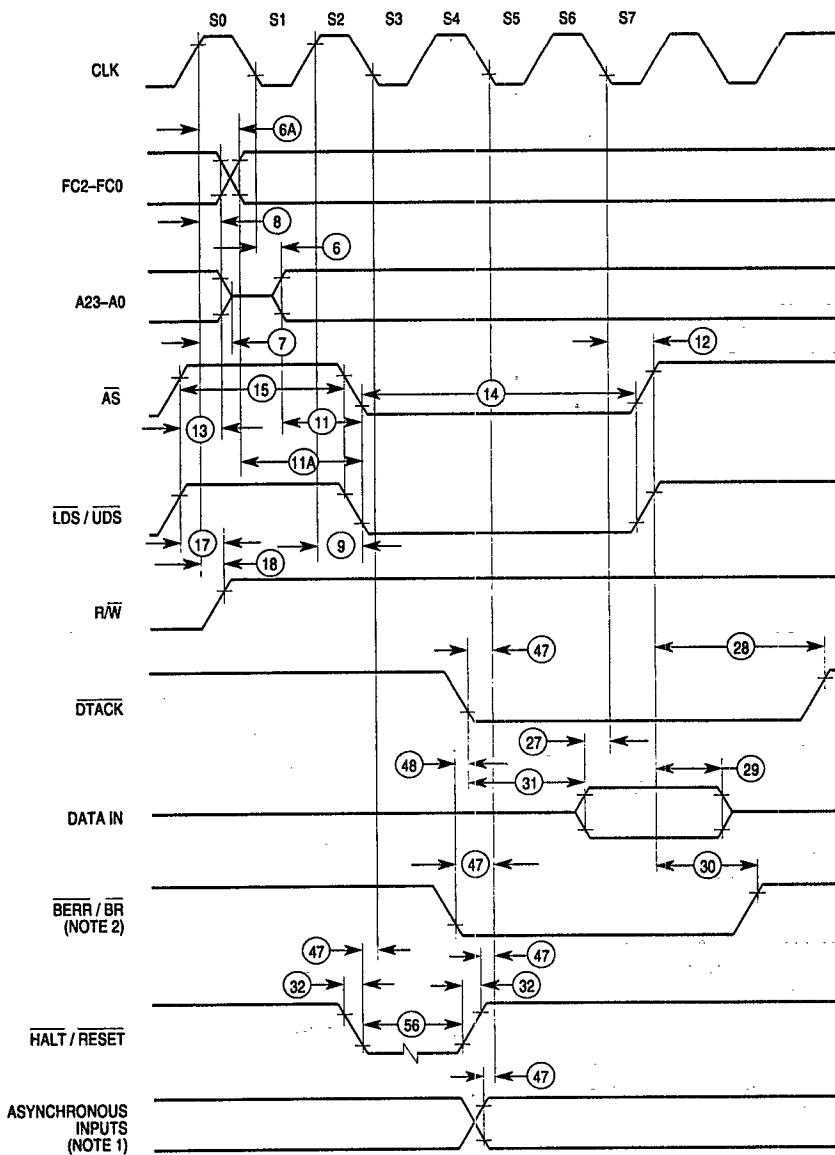 S0 S1 S2 S3 S4 S5 S6 S7
CLK
6A
FC2–FC0
8
6
A23–A0
7
12
AS
15
14
13
11
11A
LDS / UDS
17
9
18
R/W
47
28
DTACK
27
48
31
29
DATA IN
47
30
BERR / BR
(NOTE 2)
47
47
32
32
56
HALT / RESET
47
ASYNCHRONOUS
INPUTS
(NOTE 1)